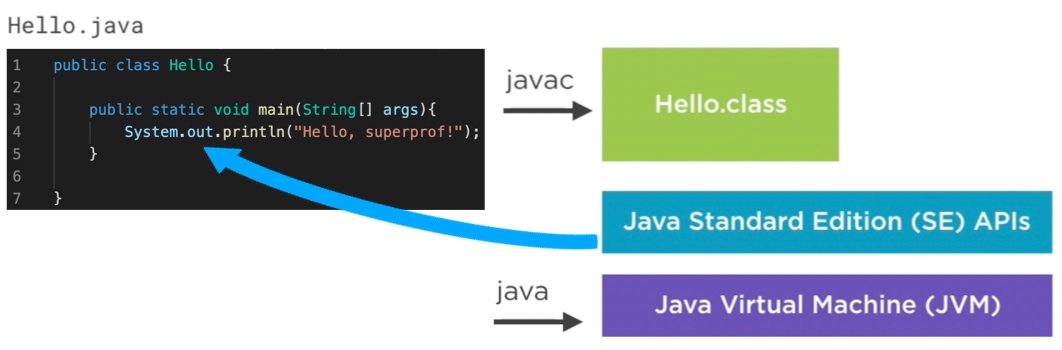 Hello.java
1 public class Hello {
2
3 public static void main(String[] args){
4 System.out.println("Hello, superprof!");
5 }
6
7 }
javac
Hello.class
Java Standard Edition (SE) APIs
java
Java Virtual Machine (JVM)